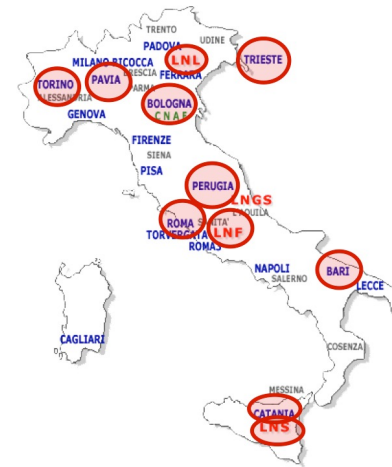 TRENTO
UDINE
PADOVA
LNL
TRIESTE
MILANO BICOCCA
BRESCIA
FERRARA
TORINO
PAVIA
ALESSANDRIA
PARMA
BOLOGNA
CNAF
GENOVA
FIRENZE
SIENA
PISA
PERUGIA
LNGS
L'AQUILA
ROMA
SANITA'
LNF
TORVERGATA
ROMA3
NAPOLI
BARI
SALERNO
LECCE
CAGLIARI
COSENZA
MESSINA
CATANIA
LNS